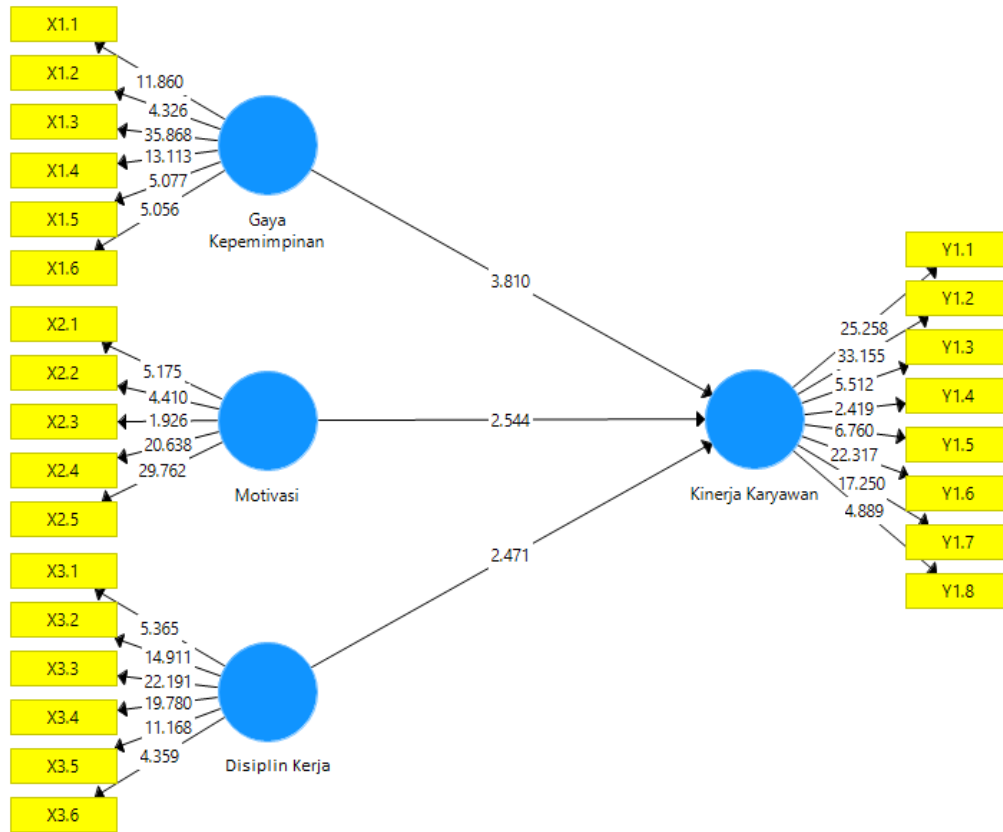 X1.1
X1.2
X1.3
X1.4
X1.5
X1.6
11.860
4.326
35.868
13.113
5.077
5.056
Gaya
Kepemimpinan
X2.1
X2.2
X2.3
X2.4
X2.5
5.175
4.410
1.926
20.638
29.762
Motivasi
X3.1
X3.2
X3.3
X3.4
X3.5
X3.6
5.365
14.911
22.191
19.780
11.168
4.359
Disiplin Kerja
3.810
2.544
2.471
Kinerja Karyawan
25.258
33.155
5.512
2.419
6.760
22.317
17.250
4.889
Y1.1
Y1.2
Y1.3
Y1.4
Y1.5
Y1.6
Y1.7
Y1.8